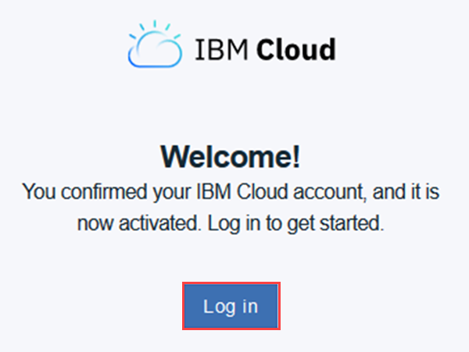 IBM Cloud
Welcome!
You confirmed your IBM Cloud account, and it is
now activated. Log in to get started.
Log in